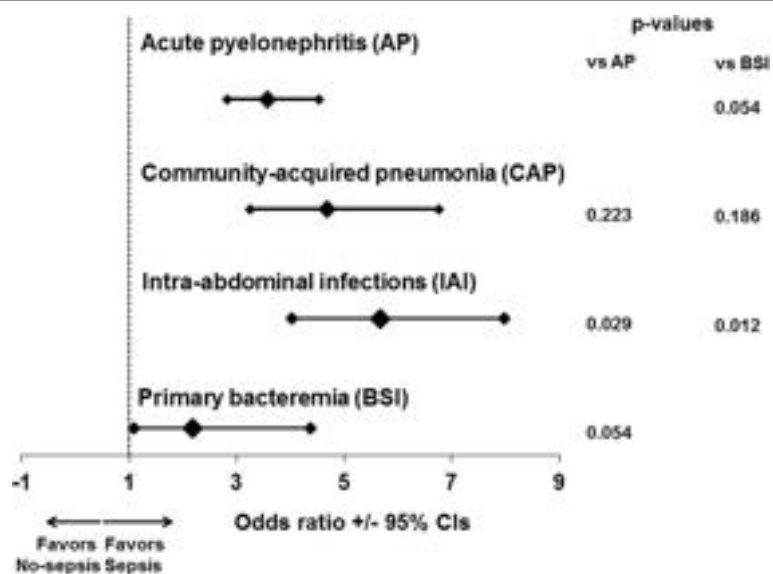 Acute pyelonephritis (AP)
p-values
vs AP vs BSI
0.054
Community-acquired pneumonia (CAP)
0.223 0.186
Intra-abdominal infections (IAI)
0.029 0.012
Primary bacteremia (BSI)
0.054
-1 1 3 5 7 9
Odds ratio +/- 95% CIs
Favors Favors
No-sepsis Sepsis